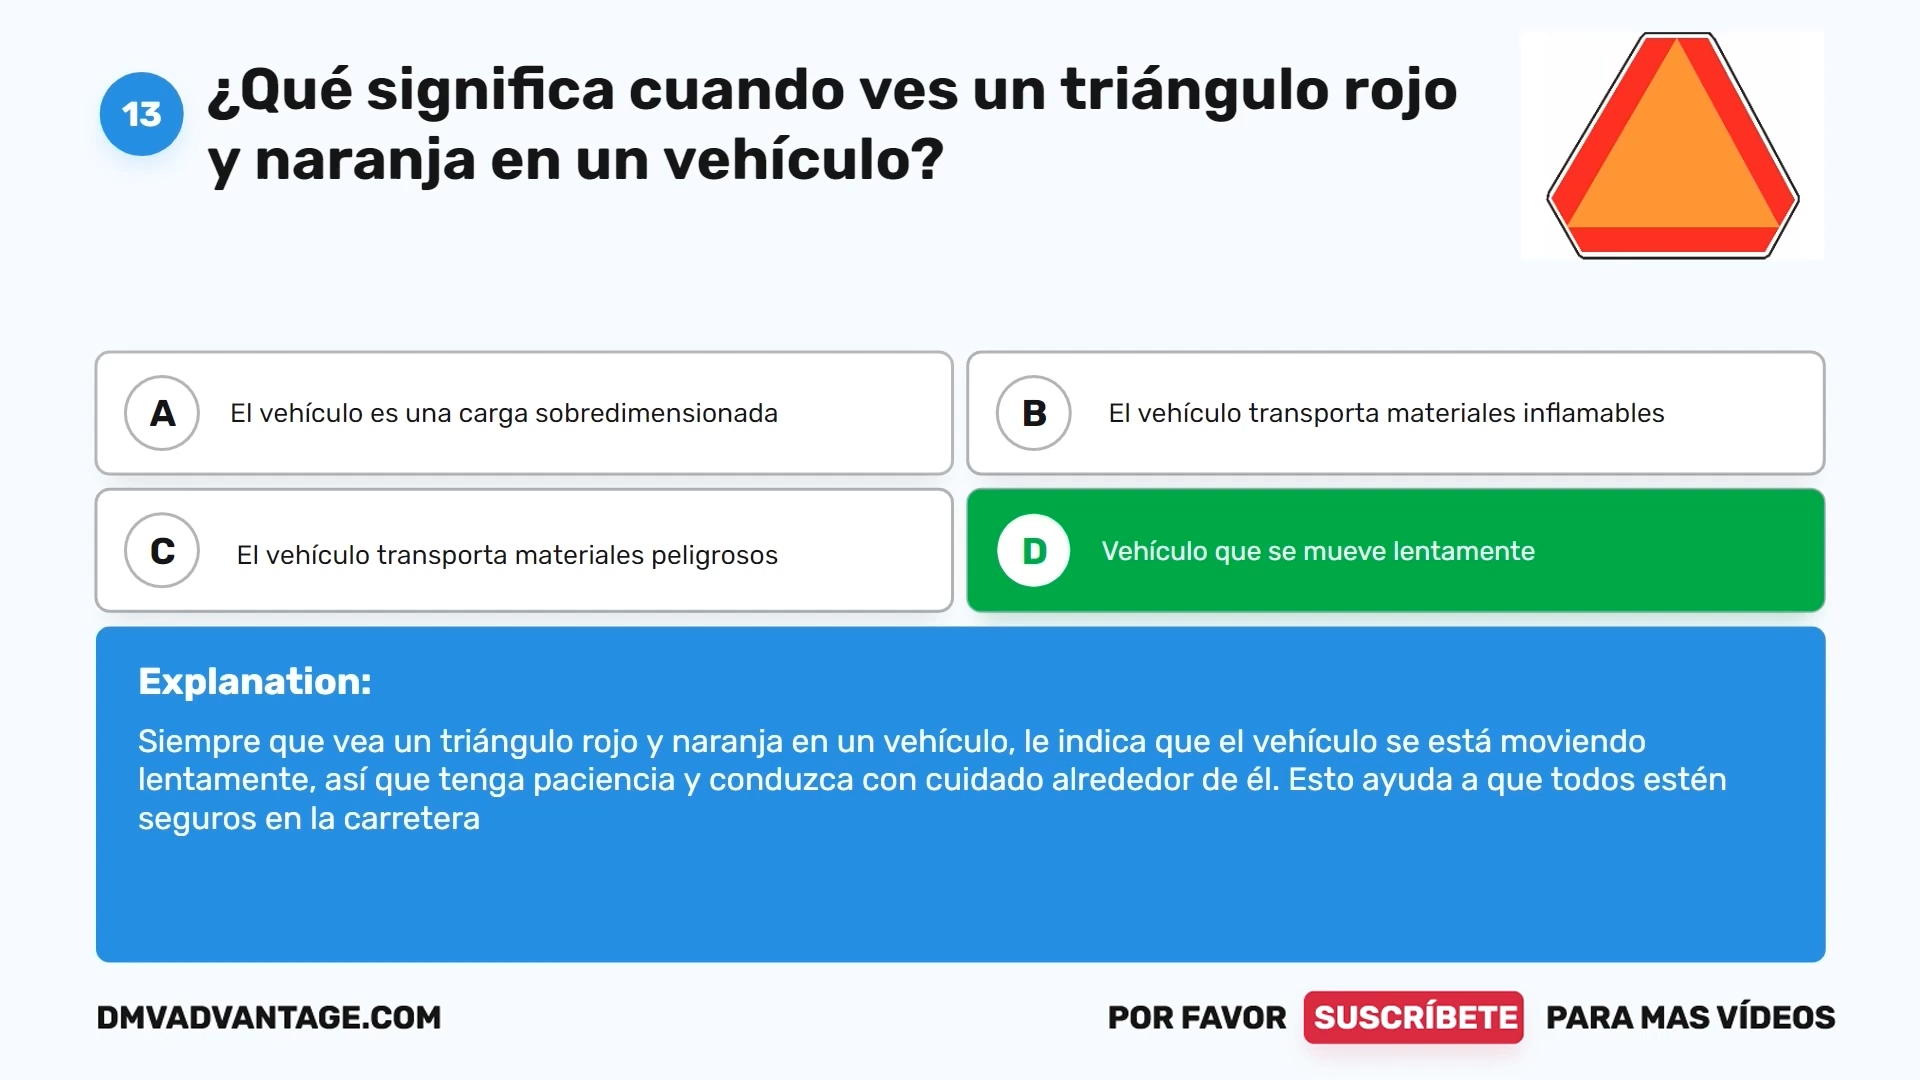 13
¿Qué significa cuando ves un triángulo rojo
y naranja en un vehículo?
A El vehículo es una carga sobredimensionada
B El vehículo transporta materiales inflamables
C El vehículo transporta materiales peligrosos
D Vehículo que se mueve lentamente
Explanation:
Siempre que vea un triángulo rojo y naranja en un vehículo, le indica que el vehículo se está moviendo
lentamente, así que tenga paciencia y conduzca con cuidado alrededor de él. Esto ayuda a que todos estén
seguros en la carretera
DMVADVANTAGE.COM
POR FAVOR SUSCRÍBETE PARA MAS VÍDEOS